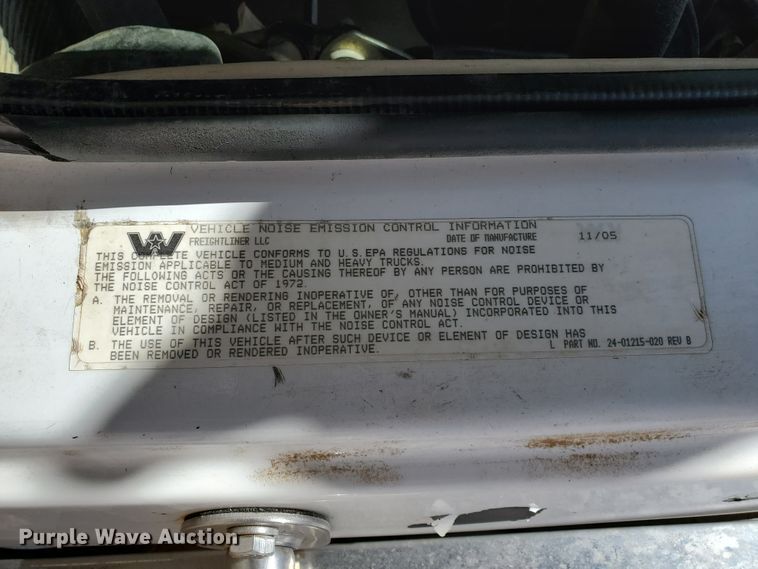 VEHICLE NOISE EMISSION CONTROL INFORMATION
FREIGHTLINER LLC DATE OF MANUFACTURE 11/05
THIS COMPLETE VEHICLE CONFORMS TO U.S.EPA REGULATIONS FOR NOISE
EMISSION APPLICABLE TO MEDIUM AND HEAVY TRUCKS.
THE FOLLOWING ACTS OR THE CAUSING THEREOF BY ANY PERSON ARE PROHIBITED BY
THE NOISE CONTROL ACT OF 1972.
A. THE REMOVAL OR RENDERING INOPERATIVE OF, OTHER THAN FOR PURPOSES OF
MAINTENANCE, REPAIR, OR REPLACEMENT, OF ANY NOISE CONTROL DEVICE OR
ELEMENT OF DESIGN (LISTED IN THE OWNER'S MANUAL) INCORPORATED INTO THIS
VEHICLE IN COMPLIANCE WITH THE NOISE CONTROL ACT.
B. THE USE OF THIS VEHICLE AFTER SUCH DEVICE OR ELEMENT OF DESIGN HAS
BEEN REMOVED OR RENDERED INOPERATIVE.
L PART NO. 24-01215-020 REV B
Purple Wave Auction